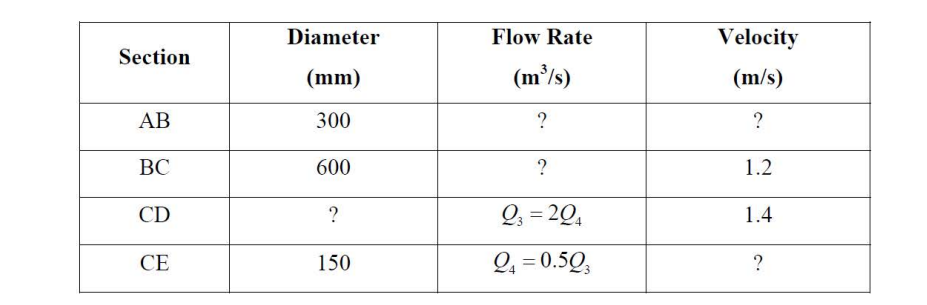 Section Diameter (mm) Flow Rate (m³/s) Velocity (m/s)
AB 300 ? ?
BC 600 ? 1.2
CD ? Q₃ = 2Q₄ 1.4
CE 150 Q₄ = 0.5Q₃ ?